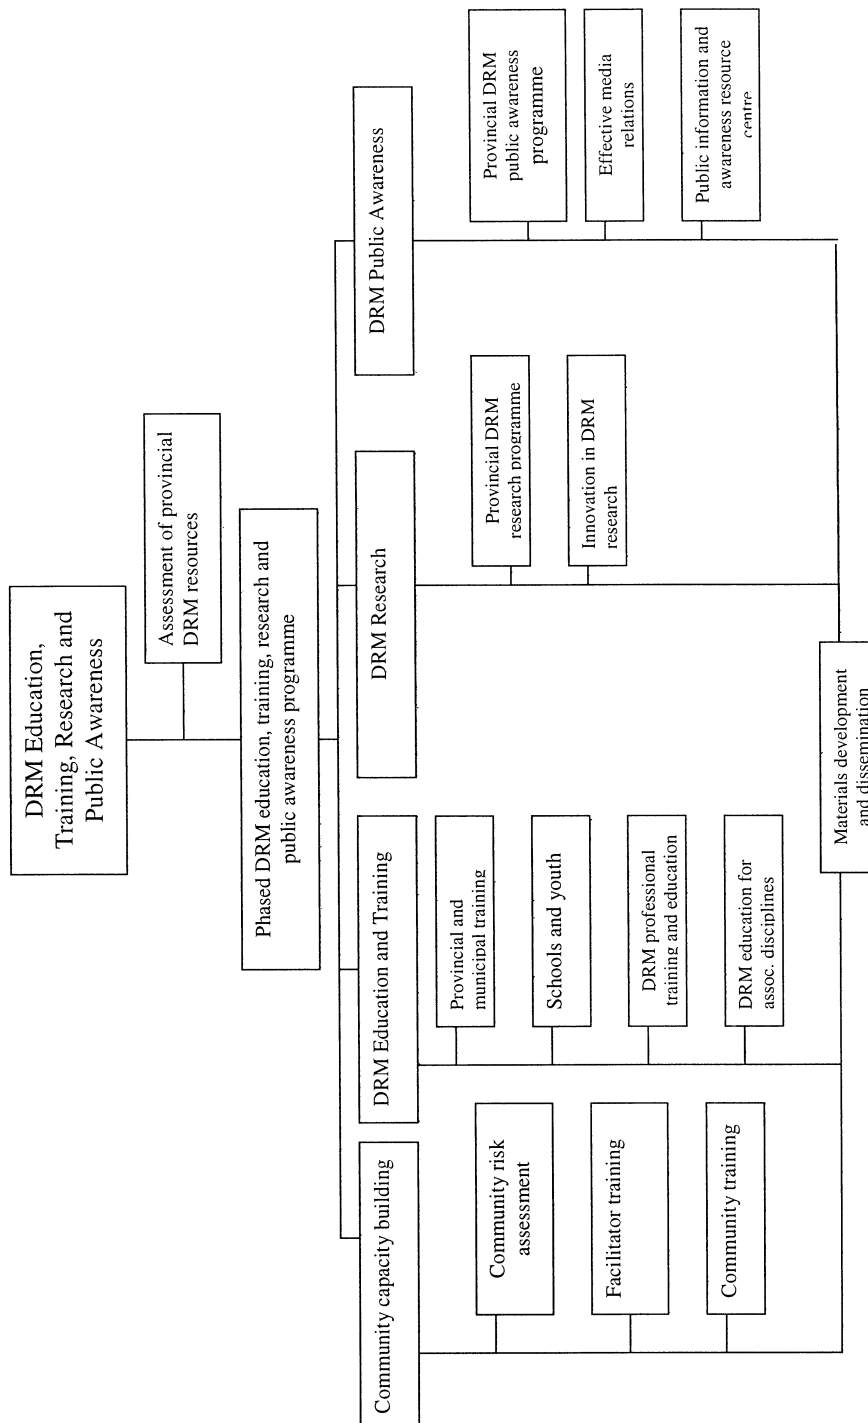 DRM Education,
Training, Research and
Public Awareness
Assessment of provincial
DRM resources
Phased DRM education, training, research and
public awareness programme
Community capacity building
DRM Education and Training
DRM Research
DRM Public Awareness
Community risk
assessment
Facilitator training
Community training
Provincial and
municipal training
Schools and youth
DRM professional
training and education
DRM education for
assoc. disciplines
Provincial DRM
research programme
Innovation in DRM
research
Provincial DRM
public awareness
programme
Effective media
relations
Public information and
awareness resource
centre
Materials development
and dissemination